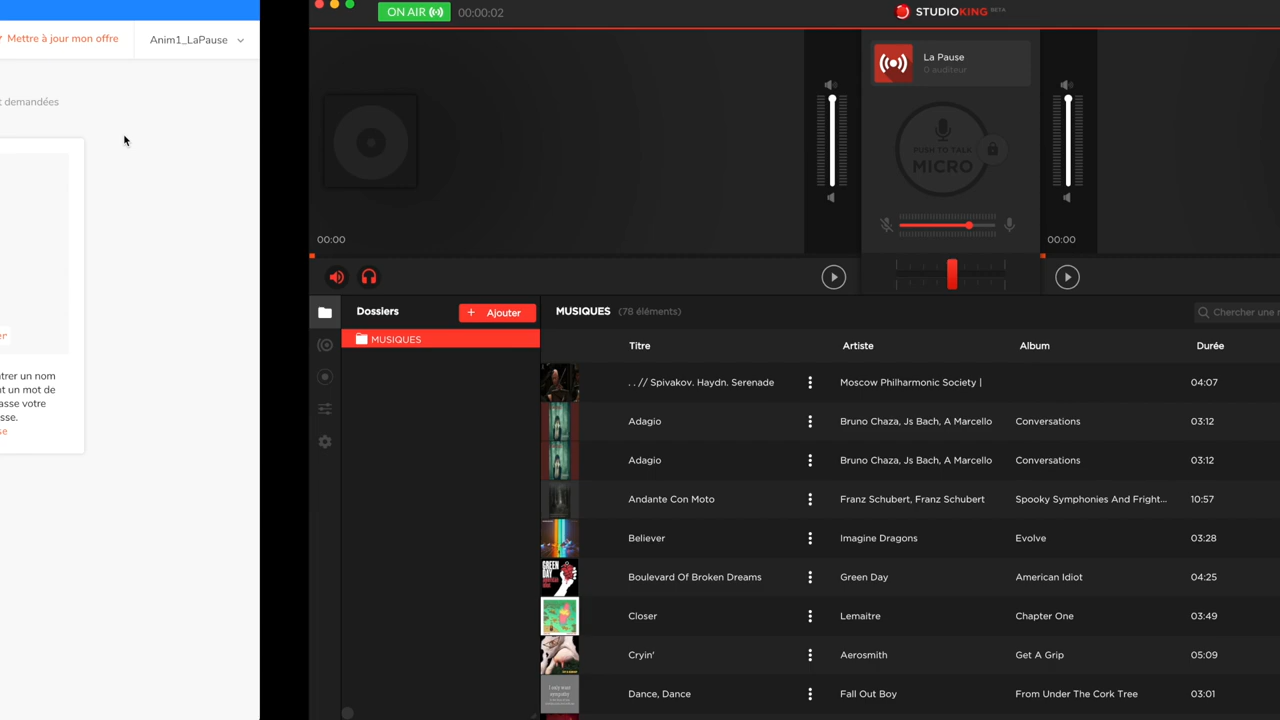 Mettre à jour mon offre
Anim1_LaPause
t demandées
er
trer un nom
nt un mot de
asse votre
sse.
se
ON AIR
00:00:02
STUDIOKING BETA
La Pause
0 auditeur
PUSH TO TALK
MICRO
00:00
00:00
Dossiers
+ Ajouter
MUSIQUES
MUSIQUES (78 éléments)
Chercher une m
Titre Artiste Album Durée
. . // Spivakov. Haydn. Serenade Moscow Philharmonic Society | 04:07
Adagio Bruno Chaza, Js Bach, A Marcello Conversations 03:12
Adagio Bruno Chaza, Js Bach, A Marcello Conversations 03:12
Andante Con Moto Franz Schubert, Franz Schubert Spooky Symphonies And Fright... 10:57
Believer Imagine Dragons Evolve 03:28
Boulevard Of Broken Dreams Green Day American Idiot 04:25
Closer Lemaitre Chapter One 03:49
Cryin' Aerosmith Get A Grip 05:09
Dance, Dance Fall Out Boy From Under The Cork Tree 03:01